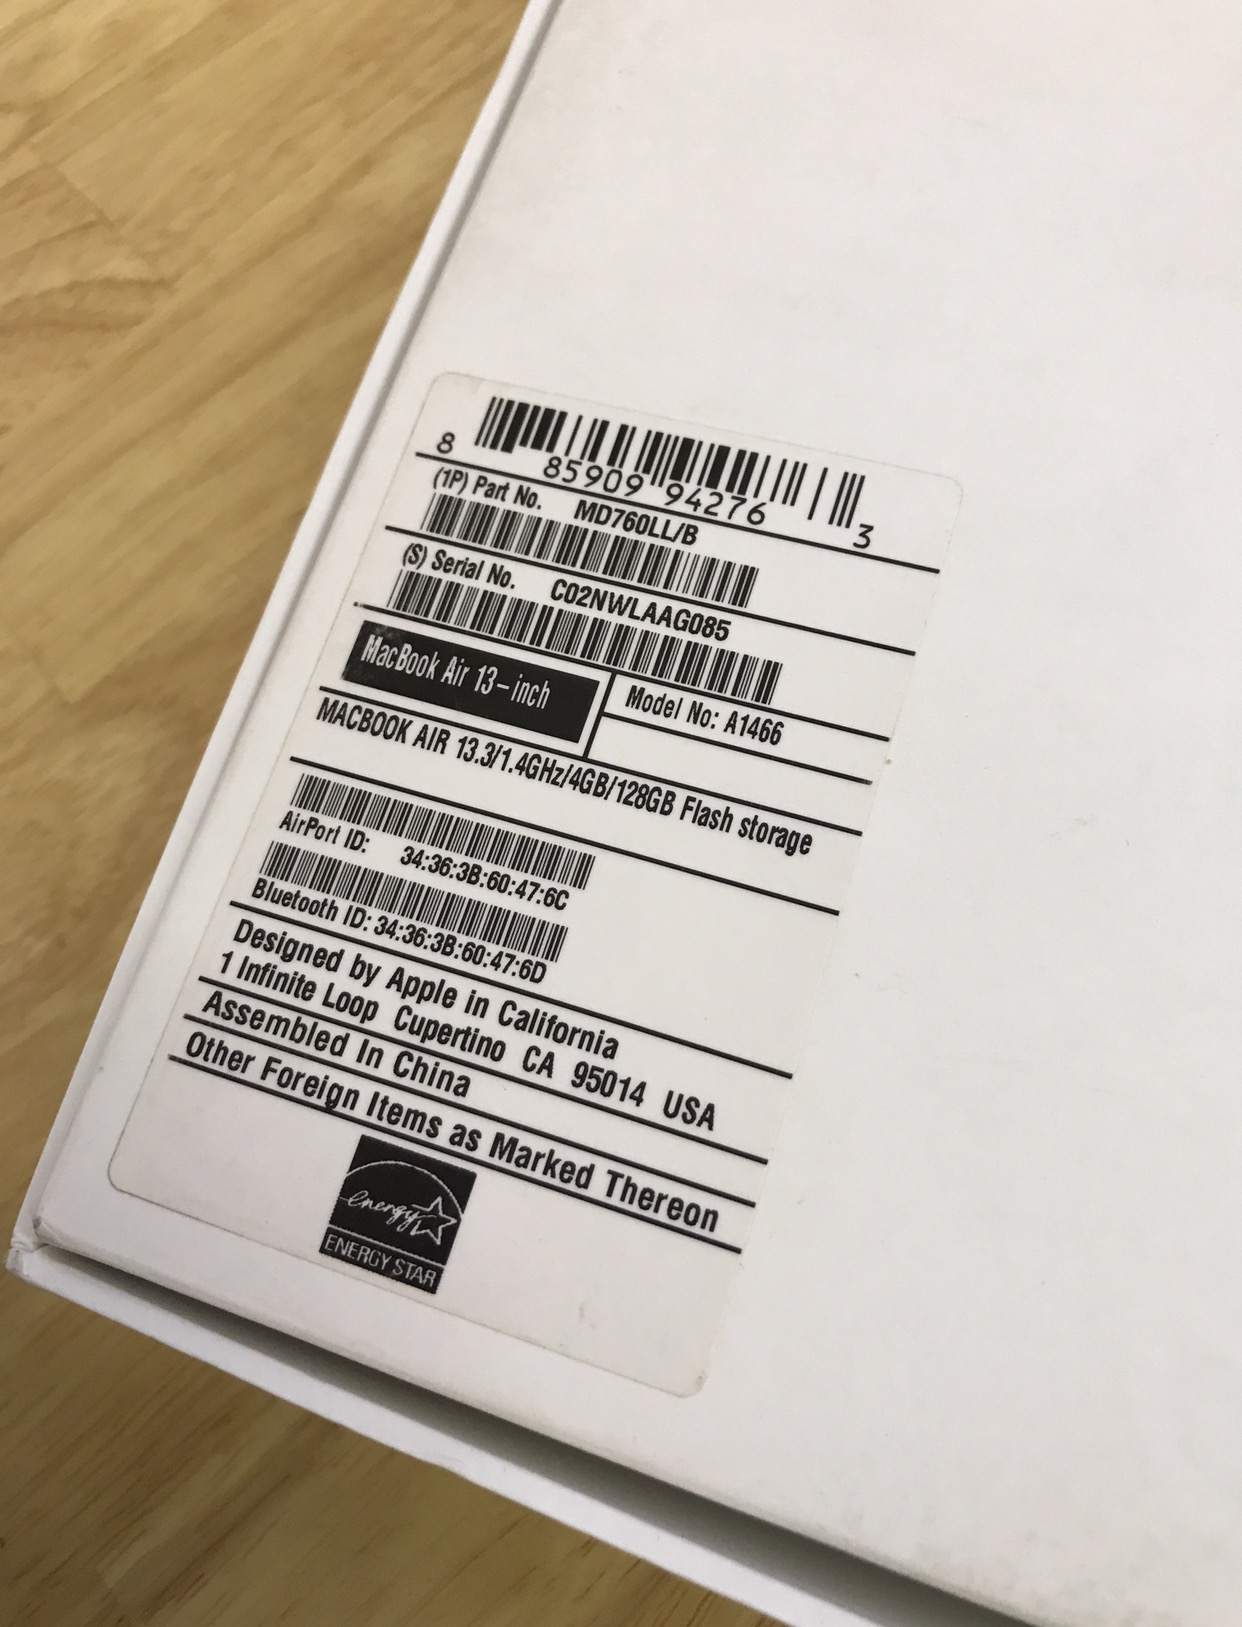 8 85909 94276 3
(1P) Part No. MD760LL/B
(S) Serial No. C02NWLAAG085
MacBook Air 13-inch
Model No: A1466
MACBOOK AIR 13.3/1.4GHz/4GB/128GB Flash storage
AirPort ID: 34:36:3B:60:47:6C
Bluetooth ID: 34:36:3B:60:47:6D
Designed by Apple in California
1 Infinite Loop Cupertino CA 95014 USA
Assembled In China
Other Foreign Items as Marked Thereon
energy
ENERGY STAR